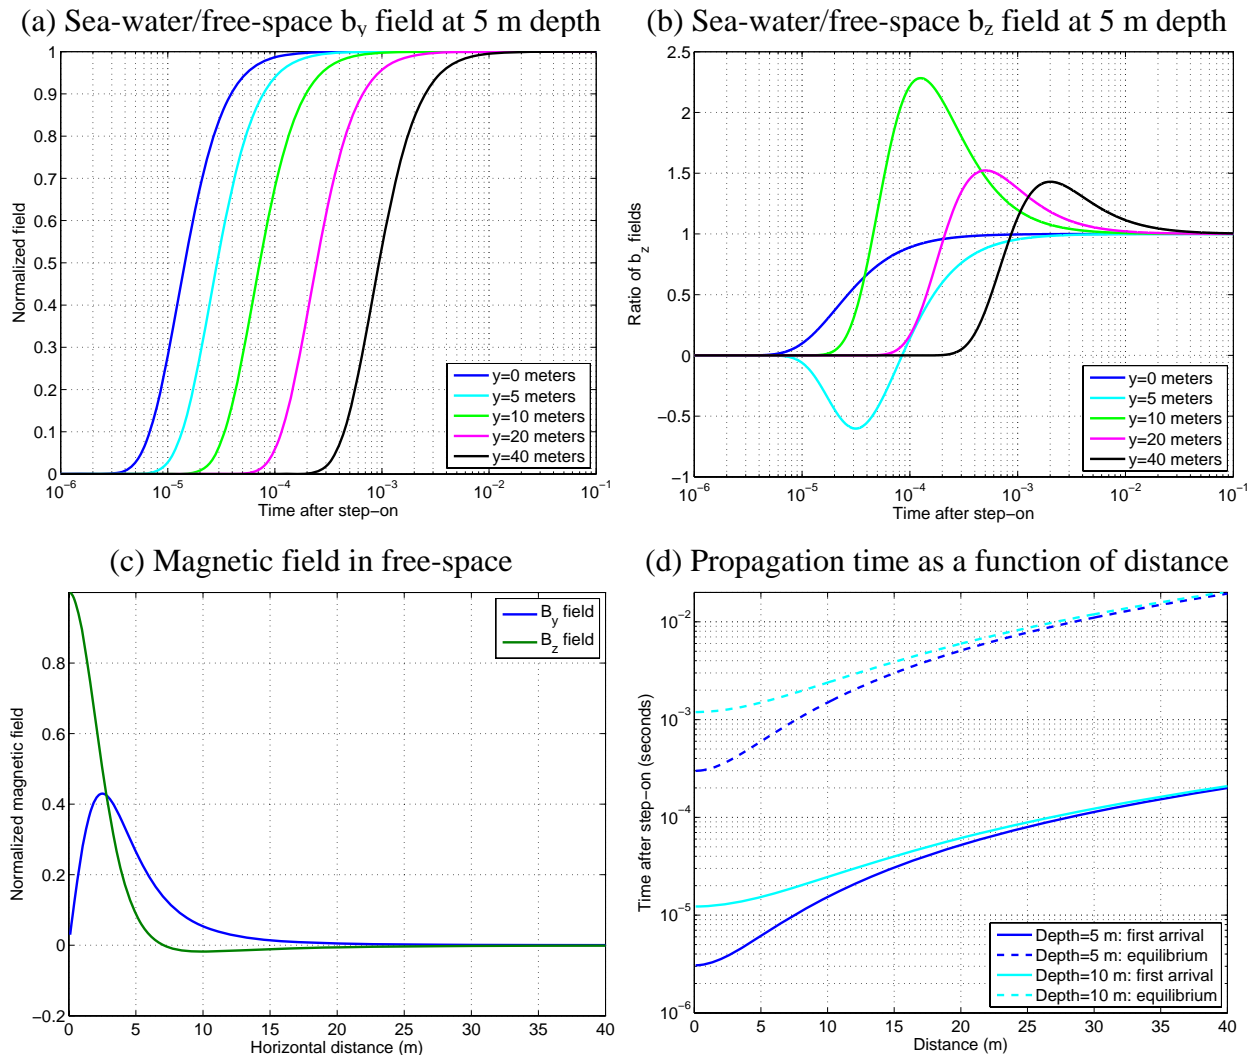 (a) Sea-water/free-space by field at 5 m depth
Normalized field
1
0.9
0.8
0.7
0.6
0.5
0.4
0.3
0.2
0.1
0
y=0 meters
y=5 meters
y=10 meters
y=20 meters
y=40 meters
10^-6 10^-5 10^-4 10^-3 10^-2 10^-1
Time after step-on
(b) Sea-water/free-space bz field at 5 m depth
Ratio of bz fields
2.5
2
1.5
1
0.5
0
-0.5
-1
y=0 meters
y=5 meters
y=10 meters
y=20 meters
y=40 meters
10^-6 10^-5 10^-4 10^-3 10^-2 10^-1
Time after step-on
(c) Magnetic field in free-space
Normalized magnetic field
0.8
0.6
0.4
0.2
0
-0.2
By field
Bz field
0 5 10 15 20 25 30 35 40
Horizontal distance (m)
(d) Propagation time as a function of distance
Time after step-on (seconds)
10^-2
10^-3
10^-4
10^-5
10^-6
Depth=5 m: first arrival
Depth=5 m: equilibrium
Depth=10 m: first arrival
Depth=10 m: equilibrium
0 5 10 15 20 25 30 35 40
Distance (m)